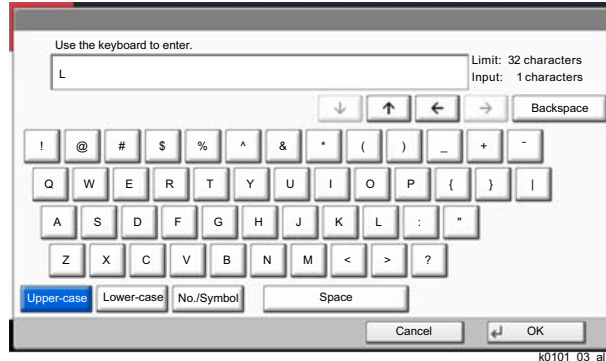 Use the keyboard to enter.
L
Limit: 32 characters
Input: 1 characters
Backspace
! @ # $ % ^ & * ( ) _ + ~
Q W E R T Y U I O P { } |
A S D F G H J K L : "
Z X C V B N M < > ?
Upper-case Lower-case No./Symbol Space
Cancel OK
k0101_03_al